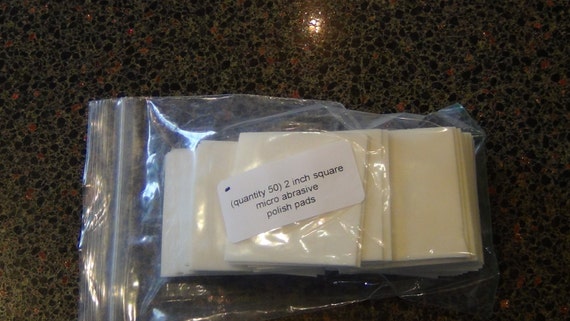 (quantity 50) 2 inch square
micro abrasive
polish pads